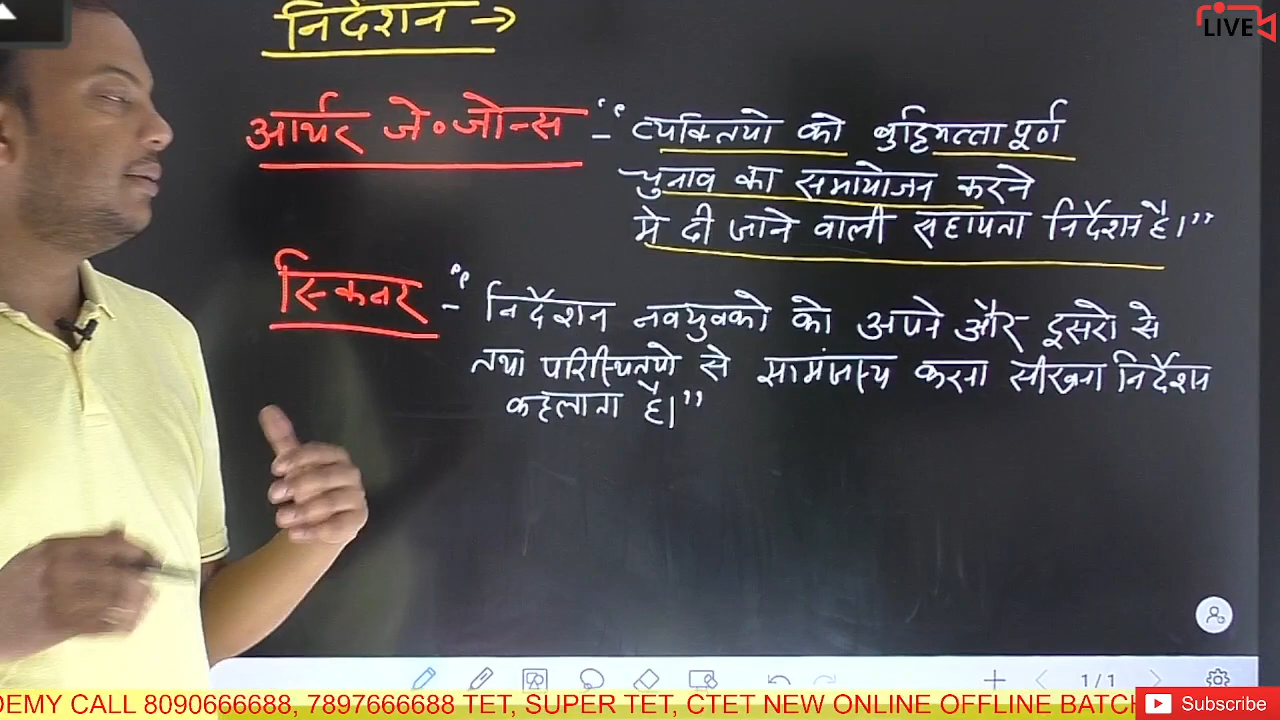 निर्देशन →
LIVE
आर्थर जे॰ जोन्स – "व्यक्तियो को बुद्धिमत्ता पूर्ण
चुनाव का समायोजन करने
मे दी जाने वाली सहायता निर्देशन है।"
स्किनर – "निर्देशन नवयुवको को अपने और दूसरो से
तथा परिस्थितियो से सामंजस्य करना सीखना निर्देशन
कहलाता है।"
1/1
DEMY CALL 8090666688, 7897666688 TET, SUPER TET, CTET NEW ONLINE OFFLINE BATCH
Subscribe